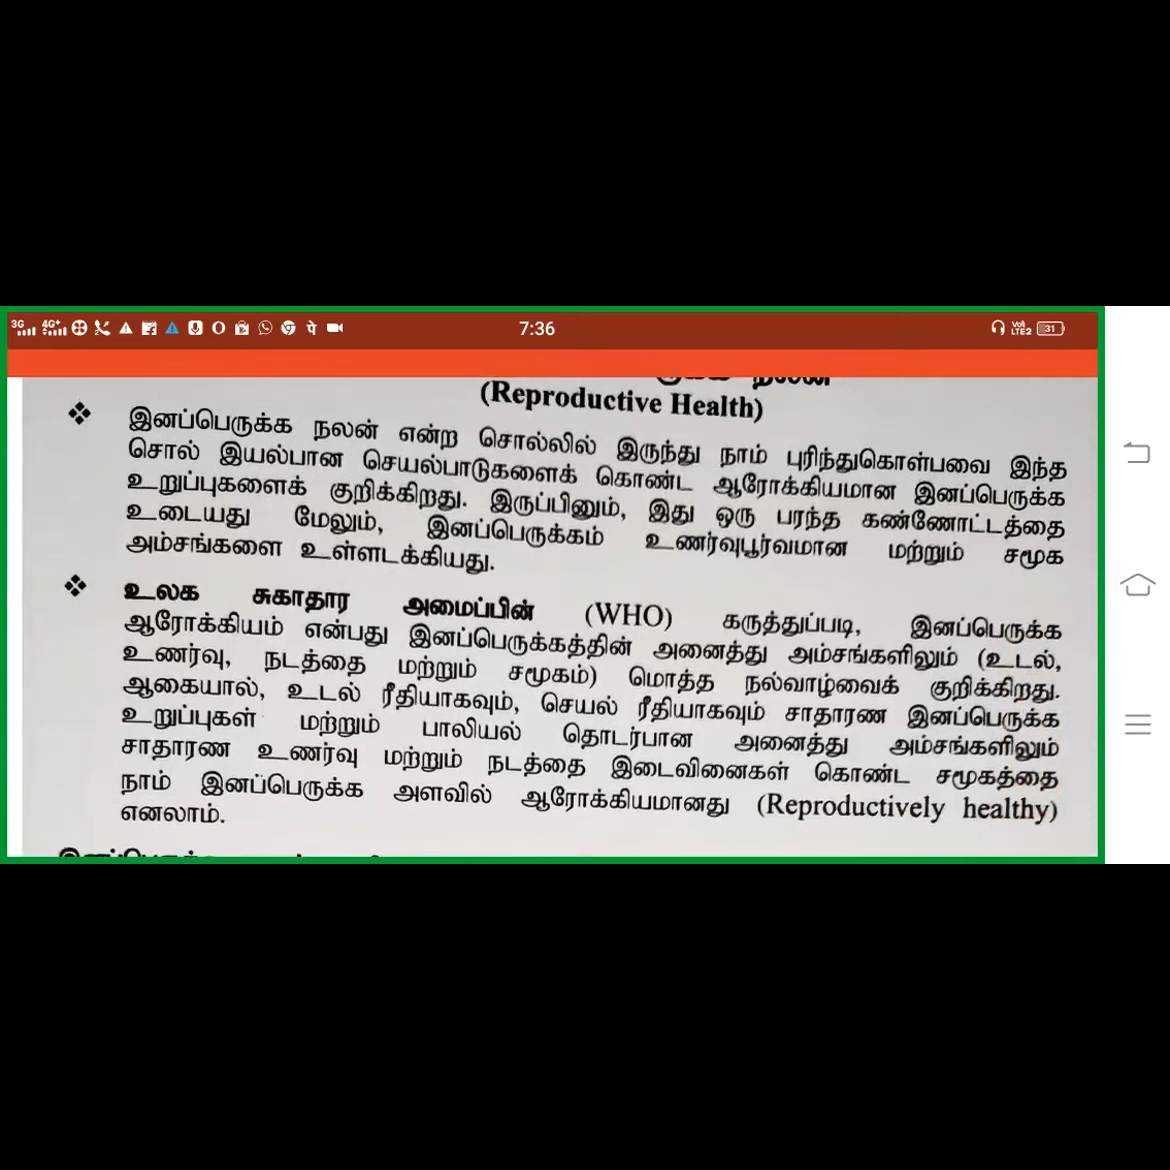 7:36
31
(Reproductive Health)
❖ இனப்பெருக்க நலன் என்ற சொல்லில் இருந்து நாம் புரிந்துகொள்பவை இந்த
சொல் இயல்பான செயல்பாடுகளைக் கொண்ட ஆரோக்கியமான இனப்பெருக்க
உறுப்புகளைக் குறிக்கிறது. இருப்பினும், இது ஒரு பரந்த கண்ணோட்டத்தை
உடையது மேலும், இனப்பெருக்கம் உணர்வுபூர்வமான மற்றும் சமூக
அம்சங்களை உள்ளடக்கியது.
❖ உலக சுகாதார அமைப்பின் (WHO) கருத்துப்படி, இனப்பெருக்க
ஆரோக்கியம் என்பது இனப்பெருக்கத்தின் அனைத்து அம்சங்களிலும் (உடல்,
உணர்வு, நடத்தை மற்றும் சமூகம்) மொத்த நல்வாழ்வைக் குறிக்கிறது.
ஆகையால், உடல் ரீதியாகவும், செயல் ரீதியாகவும் சாதாரண இனப்பெருக்க
உறுப்புகள் மற்றும் பாலியல் தொடர்பான அனைத்து அம்சங்களிலும்
சாதாரண உணர்வு மற்றும் நடத்தை இடைவினைகள் கொண்ட சமூகத்தை
நாம் இனப்பெருக்க அளவில் ஆரோக்கியமானது (Reproductively healthy)
எனலாம்.